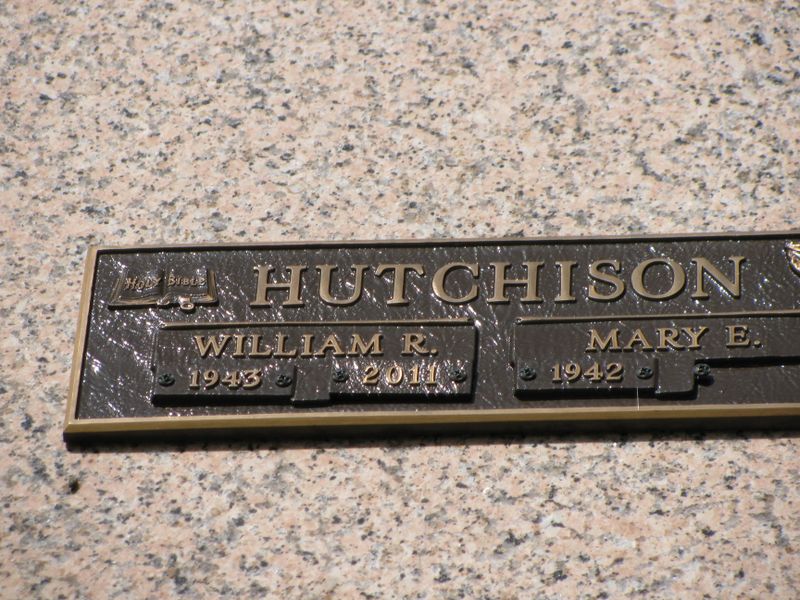 HOLY BIBLE
HUTCHISON
WILLIAM R.
1943 2011
MARY E.
1942